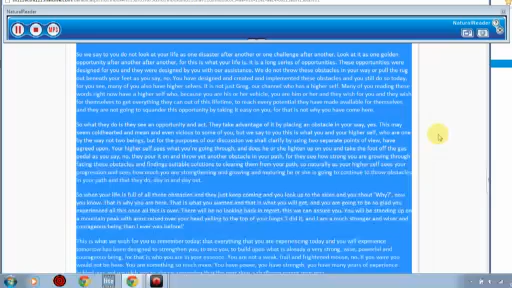 NaturalReader
NaturalReader
MP3
So we say to you do not look at your life as one disaster after another or one challenge after another. Look at it as one golden
opportunity after another after another, for this is what your life is, it is a long series of opportunities. These opportunities were
designed for you and they were designed by you with our assistance. We do not throw these obstacles in your way or pull the rug
out beneath your feet as you say, no. You have designed and created and implemented these obstacles and you still do so today,
for you see, many of you also have higher selves. It is not just our channel who has a higher self. Many of you reading these
words right now have a higher self who, because you are his or her vehicle, you are him or her and they wish for you and they wish
for themselves to get everything they can out of this lifetime, to reach every potential they have made available for themselves
and they are not going to squander this opportunity by taking it easy on you, for that is not why you have come here.
So what they do is they see an opportunity and act. They take advantage of it by placing an obstacle in your way, yes. This may
seem coldhearted and mean and even vicious to some of you, but we say to you this is what you and your higher self, who are one
by the way not two beings, but for the purposes of our discussion we shall clarify by using two separate points of view, have
agreed upon. Your higher self sees what you're going through, and does he or she lighten up on you and take the foot off the gas
pedal as you say, no, they pour it on and throw yet another obstacle in your path, for they see how strong you are growing through
facing these obstacles and finding suitable solutions to clearing them from your path, so naturally as your higher self sees your
progression and sees how much you are strengthening and growing and maturing he or she is going to continue to throw obstacles
in your path and that they do, day in and day out.
So when your life is full of all these obstacles and they just keep coming and you look up to the skies and you shout "Why?", now
you know. That is why you are here. That is what you wanted and that is what you will get, and you are going to be so glad you
experienced all this once all this is over. There will be no looking back in regret, this we can assure you. You will be standing up on
a mountain peak with arms raised over your head yelling to the top of your lungs 'I did it, and I am a much stronger and wiser and
courageous being than I ever was before!'
This is what we wish for you to remember today; that everything that you are experiencing today and you will experience
tomorrow has been designed to strengthen you, to test you, to build upon what is already a very strong, wise, powerful and
courageous being, he that is who you are in your essence. You are not a weak, frail and frightened mouse, no. If you were you
would not be here. You are something so much more. You have power, you have strength, you have many years of experience